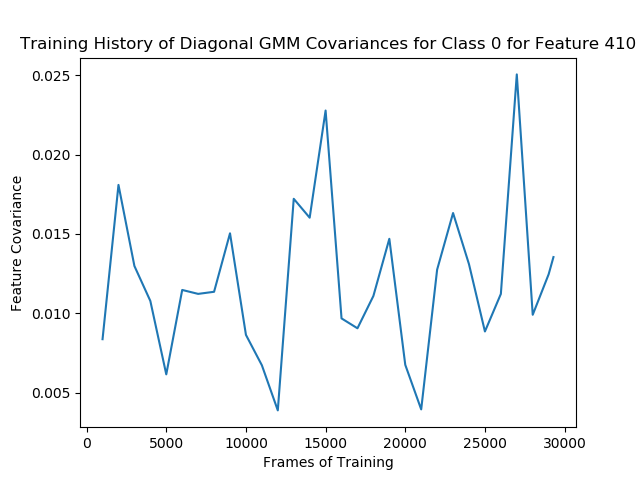 Training History of Diagonal GMM Covariances for Class 0 for Feature 410
0.025
0.020
0.015
0.010
0.005
Feature Covariance
0 5000 10000 15000 20000 25000 30000
Frames of Training